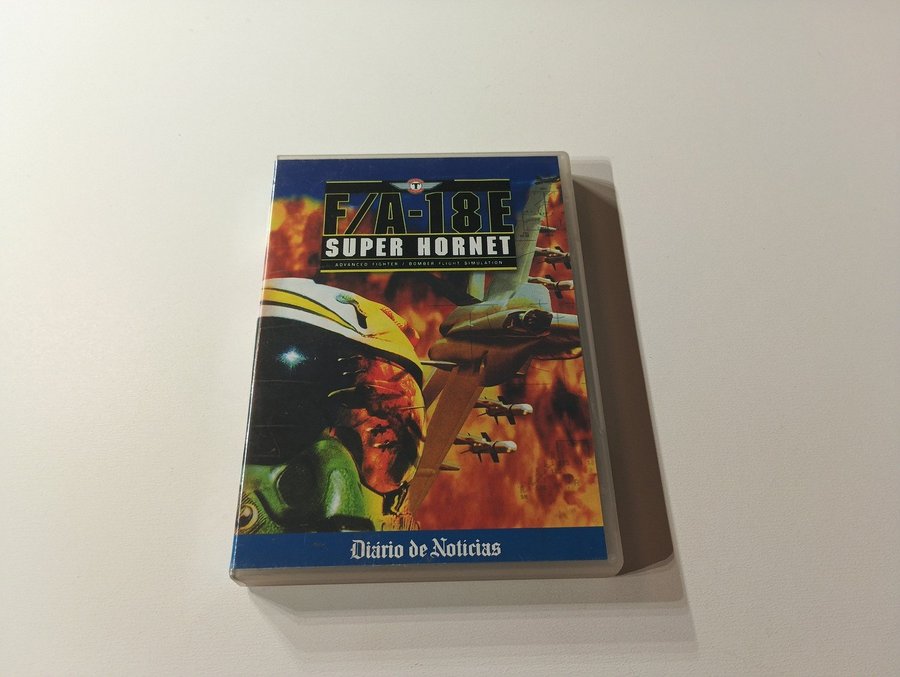 F/A-18E
SUPER HORNET
ADVANCED FIGHTER / BOMBER FLIGHT SIMULATION
Diário de Notícias